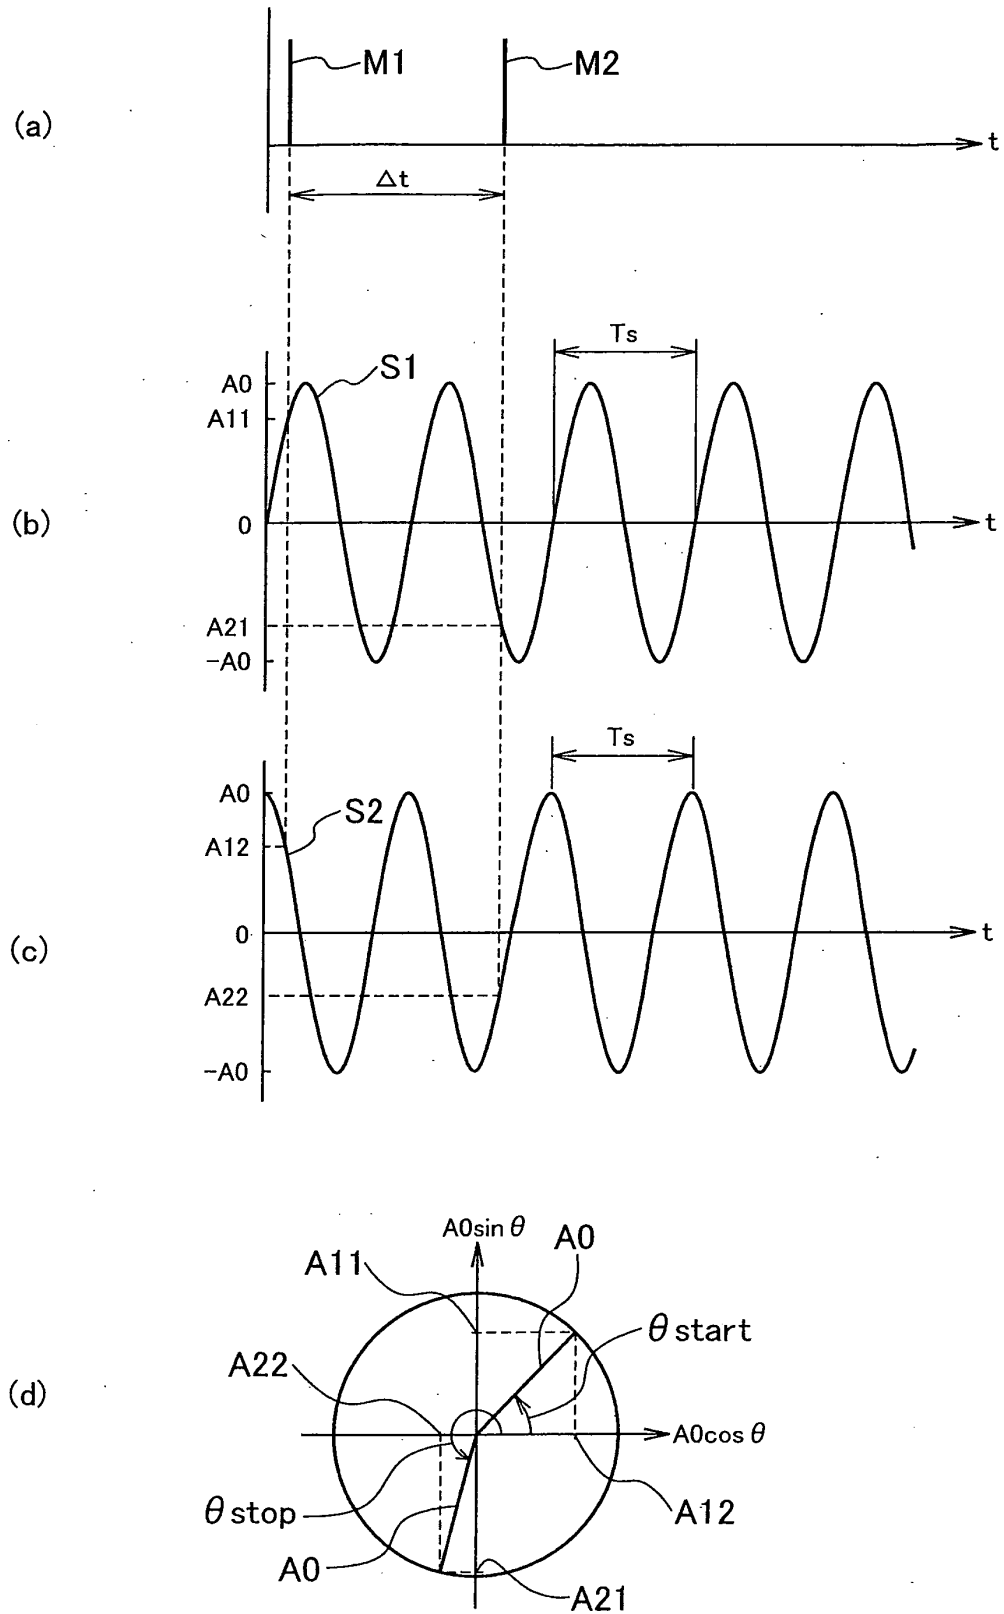 (a)
M1
M2
t
Δt
(b)
Ts
S1
A0
A11
0
t
A21
-A0
(c)
Ts
A0
S2
A12
0
t
A22
-A0
(d)
A0sinθ
A0
A11
θstart
A22
A0cosθ
θstop
A12
A0
A21